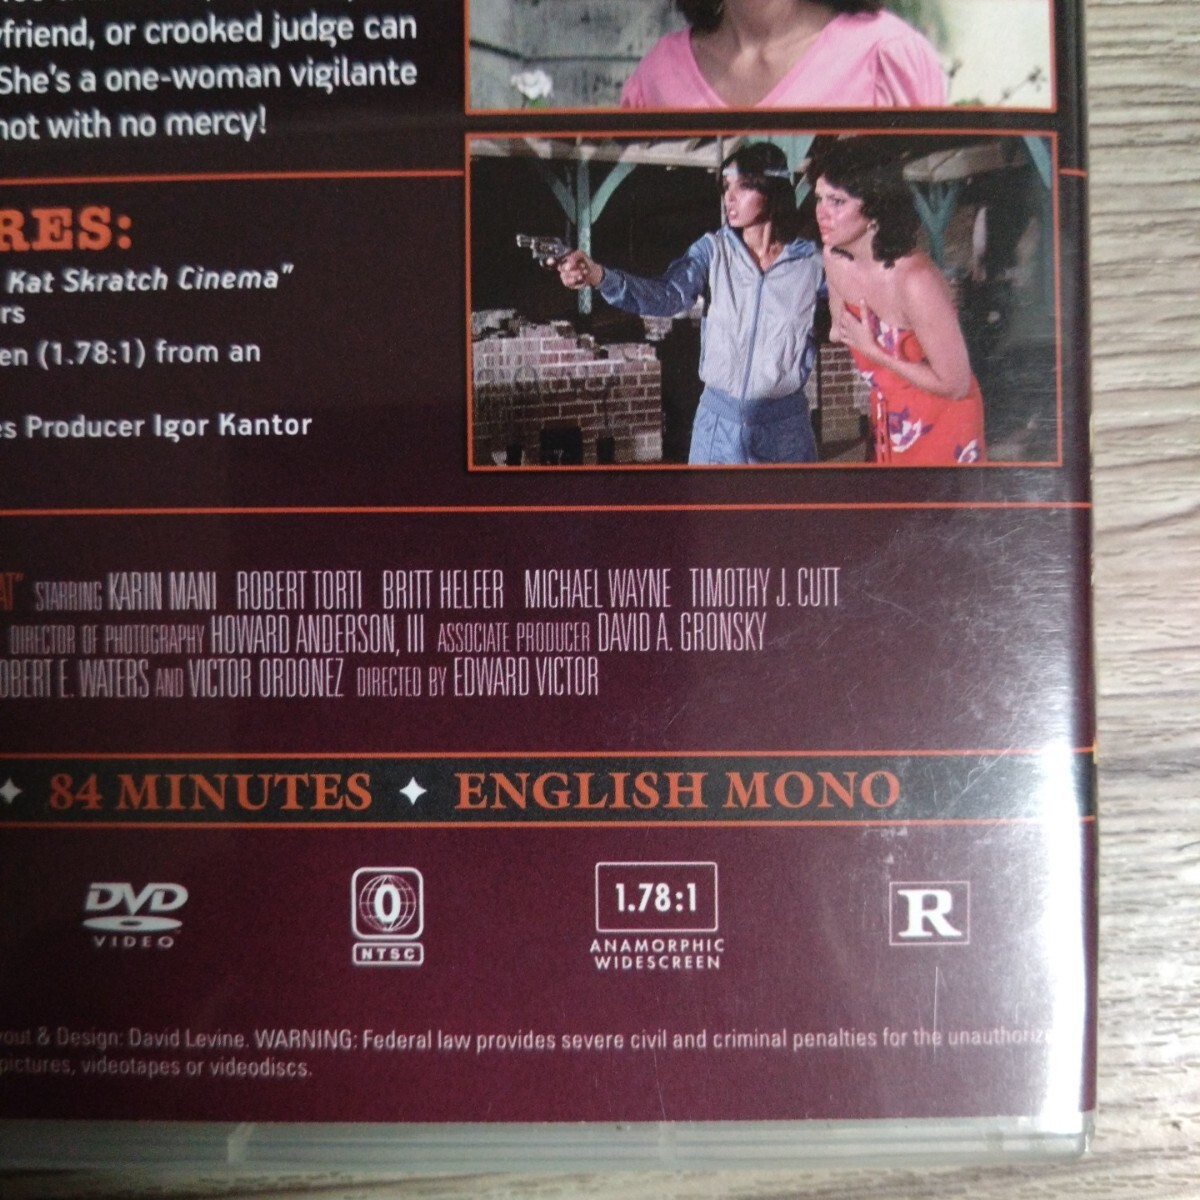 friend, or crooked judge can
She's a one-woman vigilante
not with no mercy!
RES:
Kat Skratch Cinema"
rs
en (1.78:1) from an
es Producer Igor Kantor
AT" STARRING KARIN MANI ROBERT TORTI BRITT HELFER MICHAEL WAYNE TIMOTHY J. CUTT
DIRECTOR OF PHOTOGRAPHY HOWARD ANDERSON, III ASSOCIATE PRODUCER DAVID A. GRONSKY
OBERT E. WATERS AND VICTOR ORDONEZ DIRECTED BY EDWARD VICTOR
84 MINUTES ENGLISH MONO
DVD
VIDEO
0
NTSC
1.78:1
ANAMORPHIC
WIDESCREEN
R
yout & Design: David Levine. WARNING: Federal law provides severe civil and criminal penalties for the unauthorize
pictures, videotapes or videodiscs.